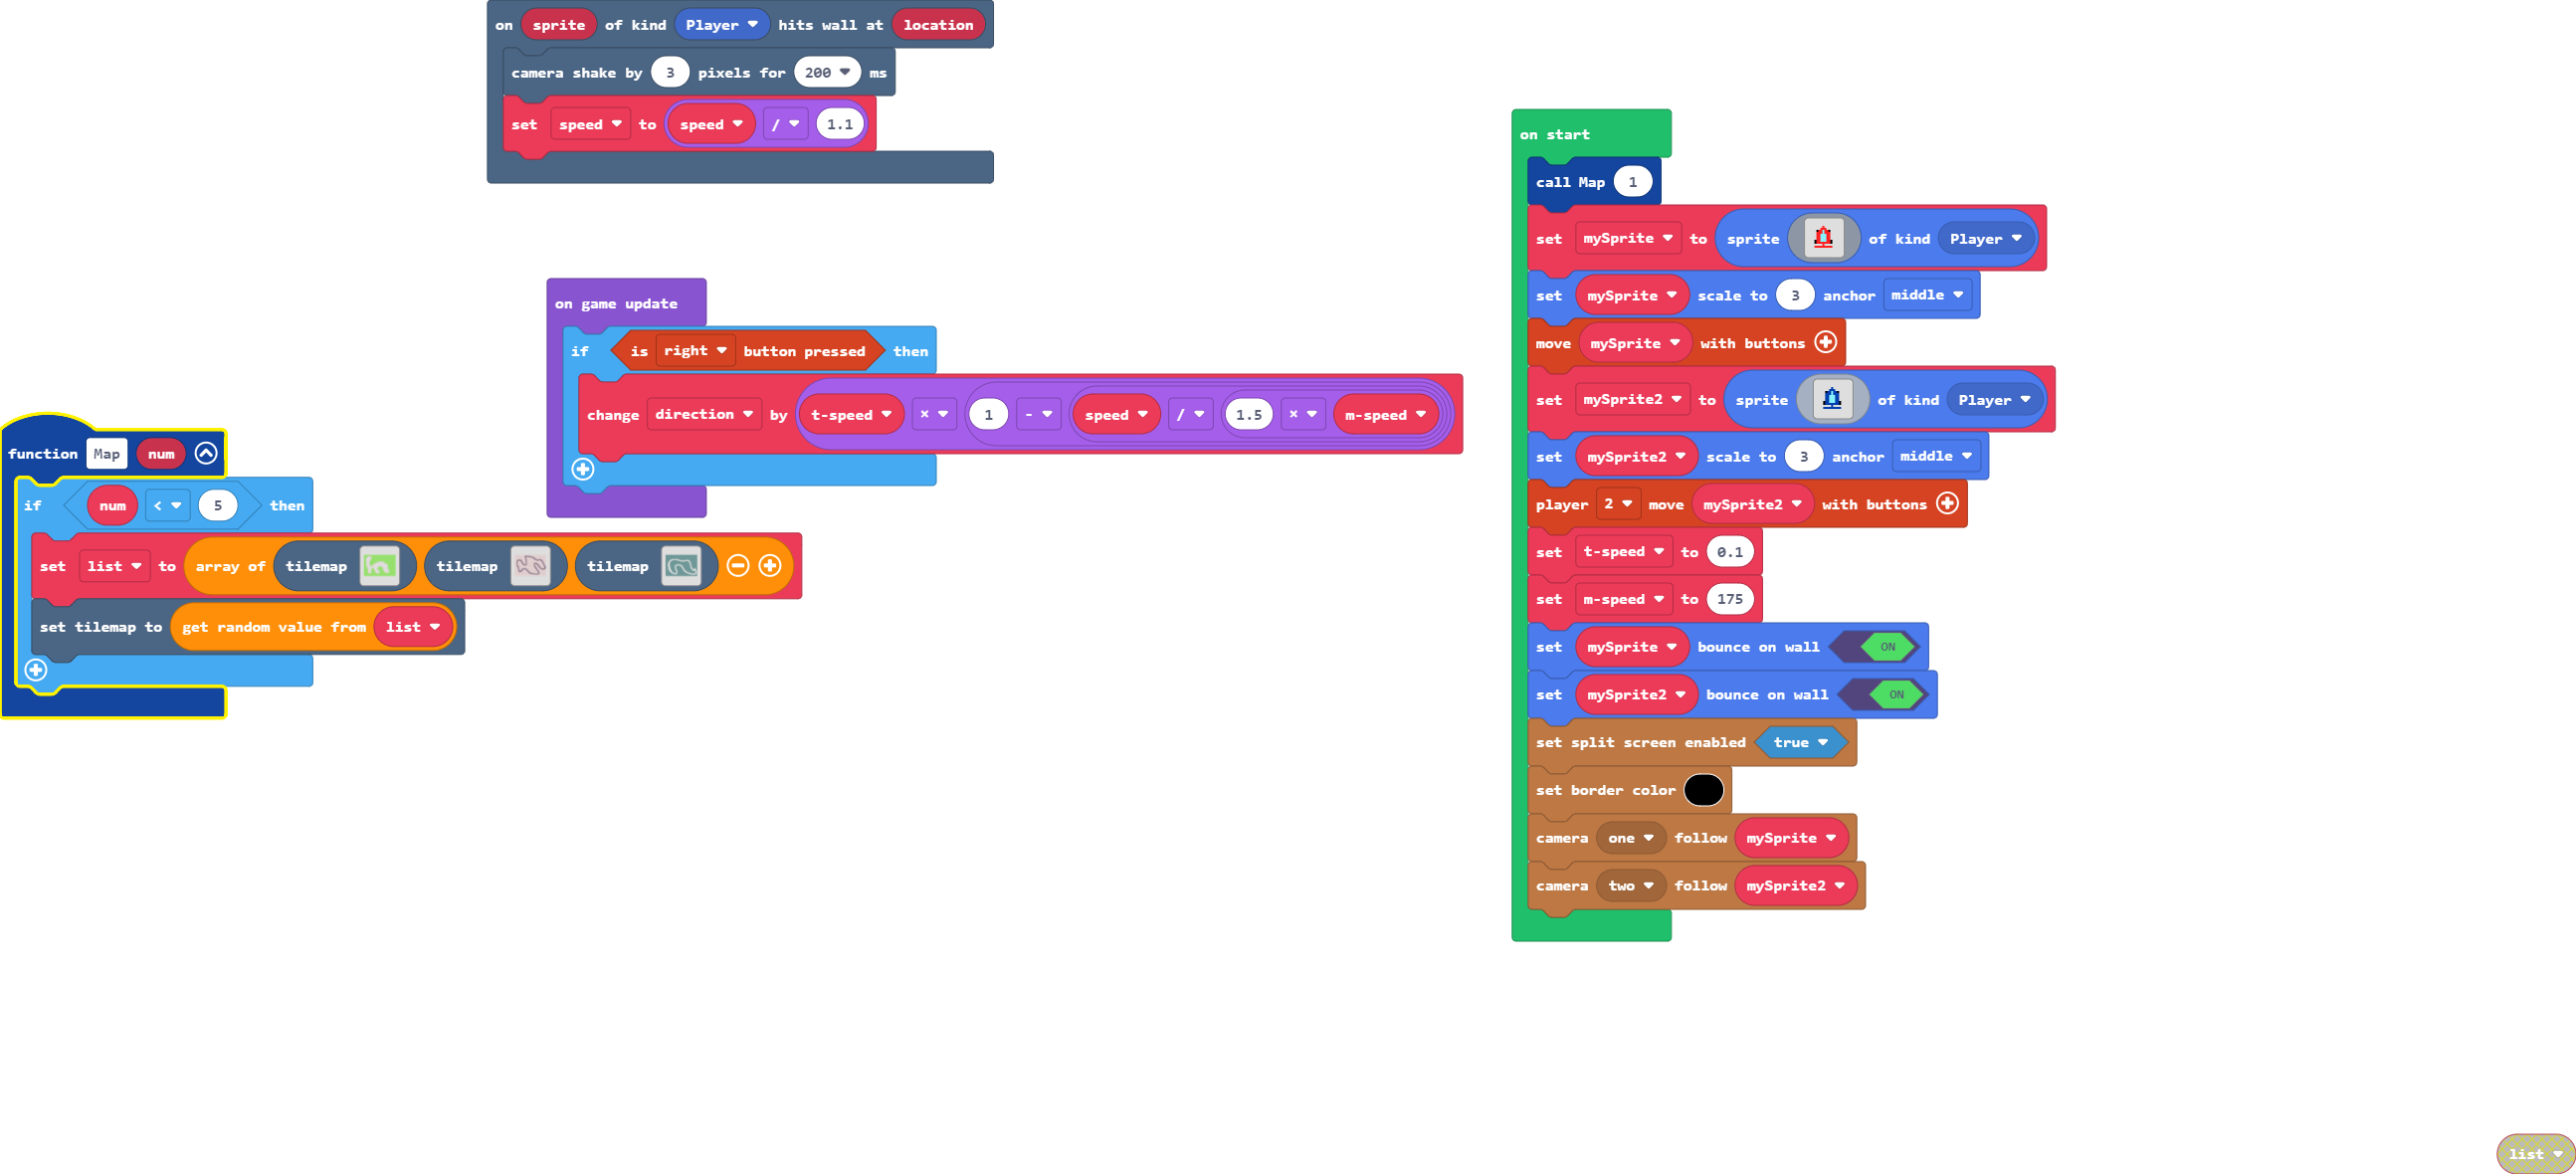 on sprite of kind Player hits wall at location
camera shake by 3 pixels for 200 ms
set speed to speed / 1.1
on game update
if is right button pressed then
change direction by t-speed × 1 - speed / 1.5 × m-speed
function Map num
if num < 5 then
set list to array of tilemap tilemap tilemap
set tilemap to get random value from list
on start
call Map 1
set mySprite to sprite of kind Player
set mySprite scale to 3 anchor middle
move mySprite with buttons
set mySprite2 to sprite of kind Player
set mySprite2 scale to 3 anchor middle
player 2 move mySprite2 with buttons
set t-speed to 0.1
set m-speed to 175
set mySprite bounce on wall ON
set mySprite2 bounce on wall ON
set split screen enabled true
set border color
camera one follow mySprite
camera two follow mySprite2
list